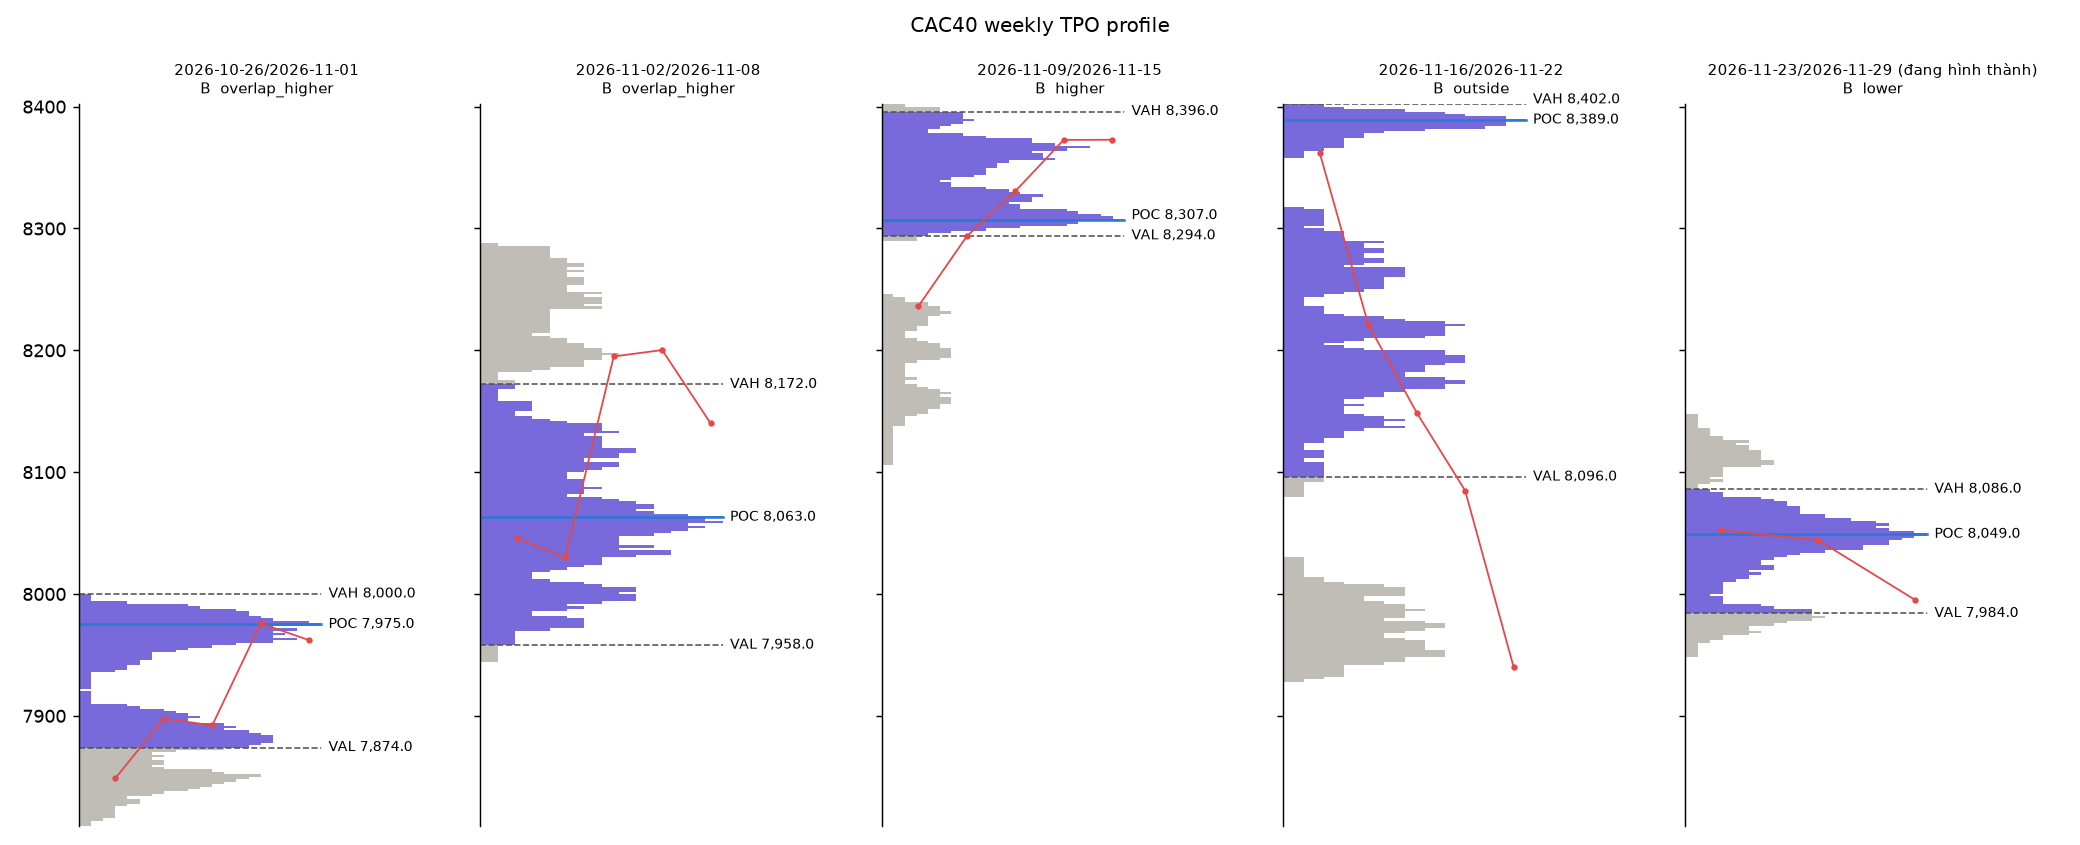 CAC40 weekly TPO profile
2026-10-26/2026-11-01
B  overlap_higher
2026-11-02/2026-11-08
B  overlap_higher
2026-11-09/2026-11-15
B  higher
2026-11-16/2026-11-22
B  outside
2026-11-23/2026-11-29 (đang hình thành)
B  lower
8400
8300
8200
8100
8000
7900
VAH 8,000.0
POC 7,975.0
VAL 7,874.0
VAH 8,172.0
POC 8,063.0
VAL 7,958.0
VAH 8,396.0
POC 8,307.0
VAL 8,294.0
VAH 8,402.0
POC 8,389.0
VAL 8,096.0
VAH 8,086.0
POC 8,049.0
VAL 7,984.0